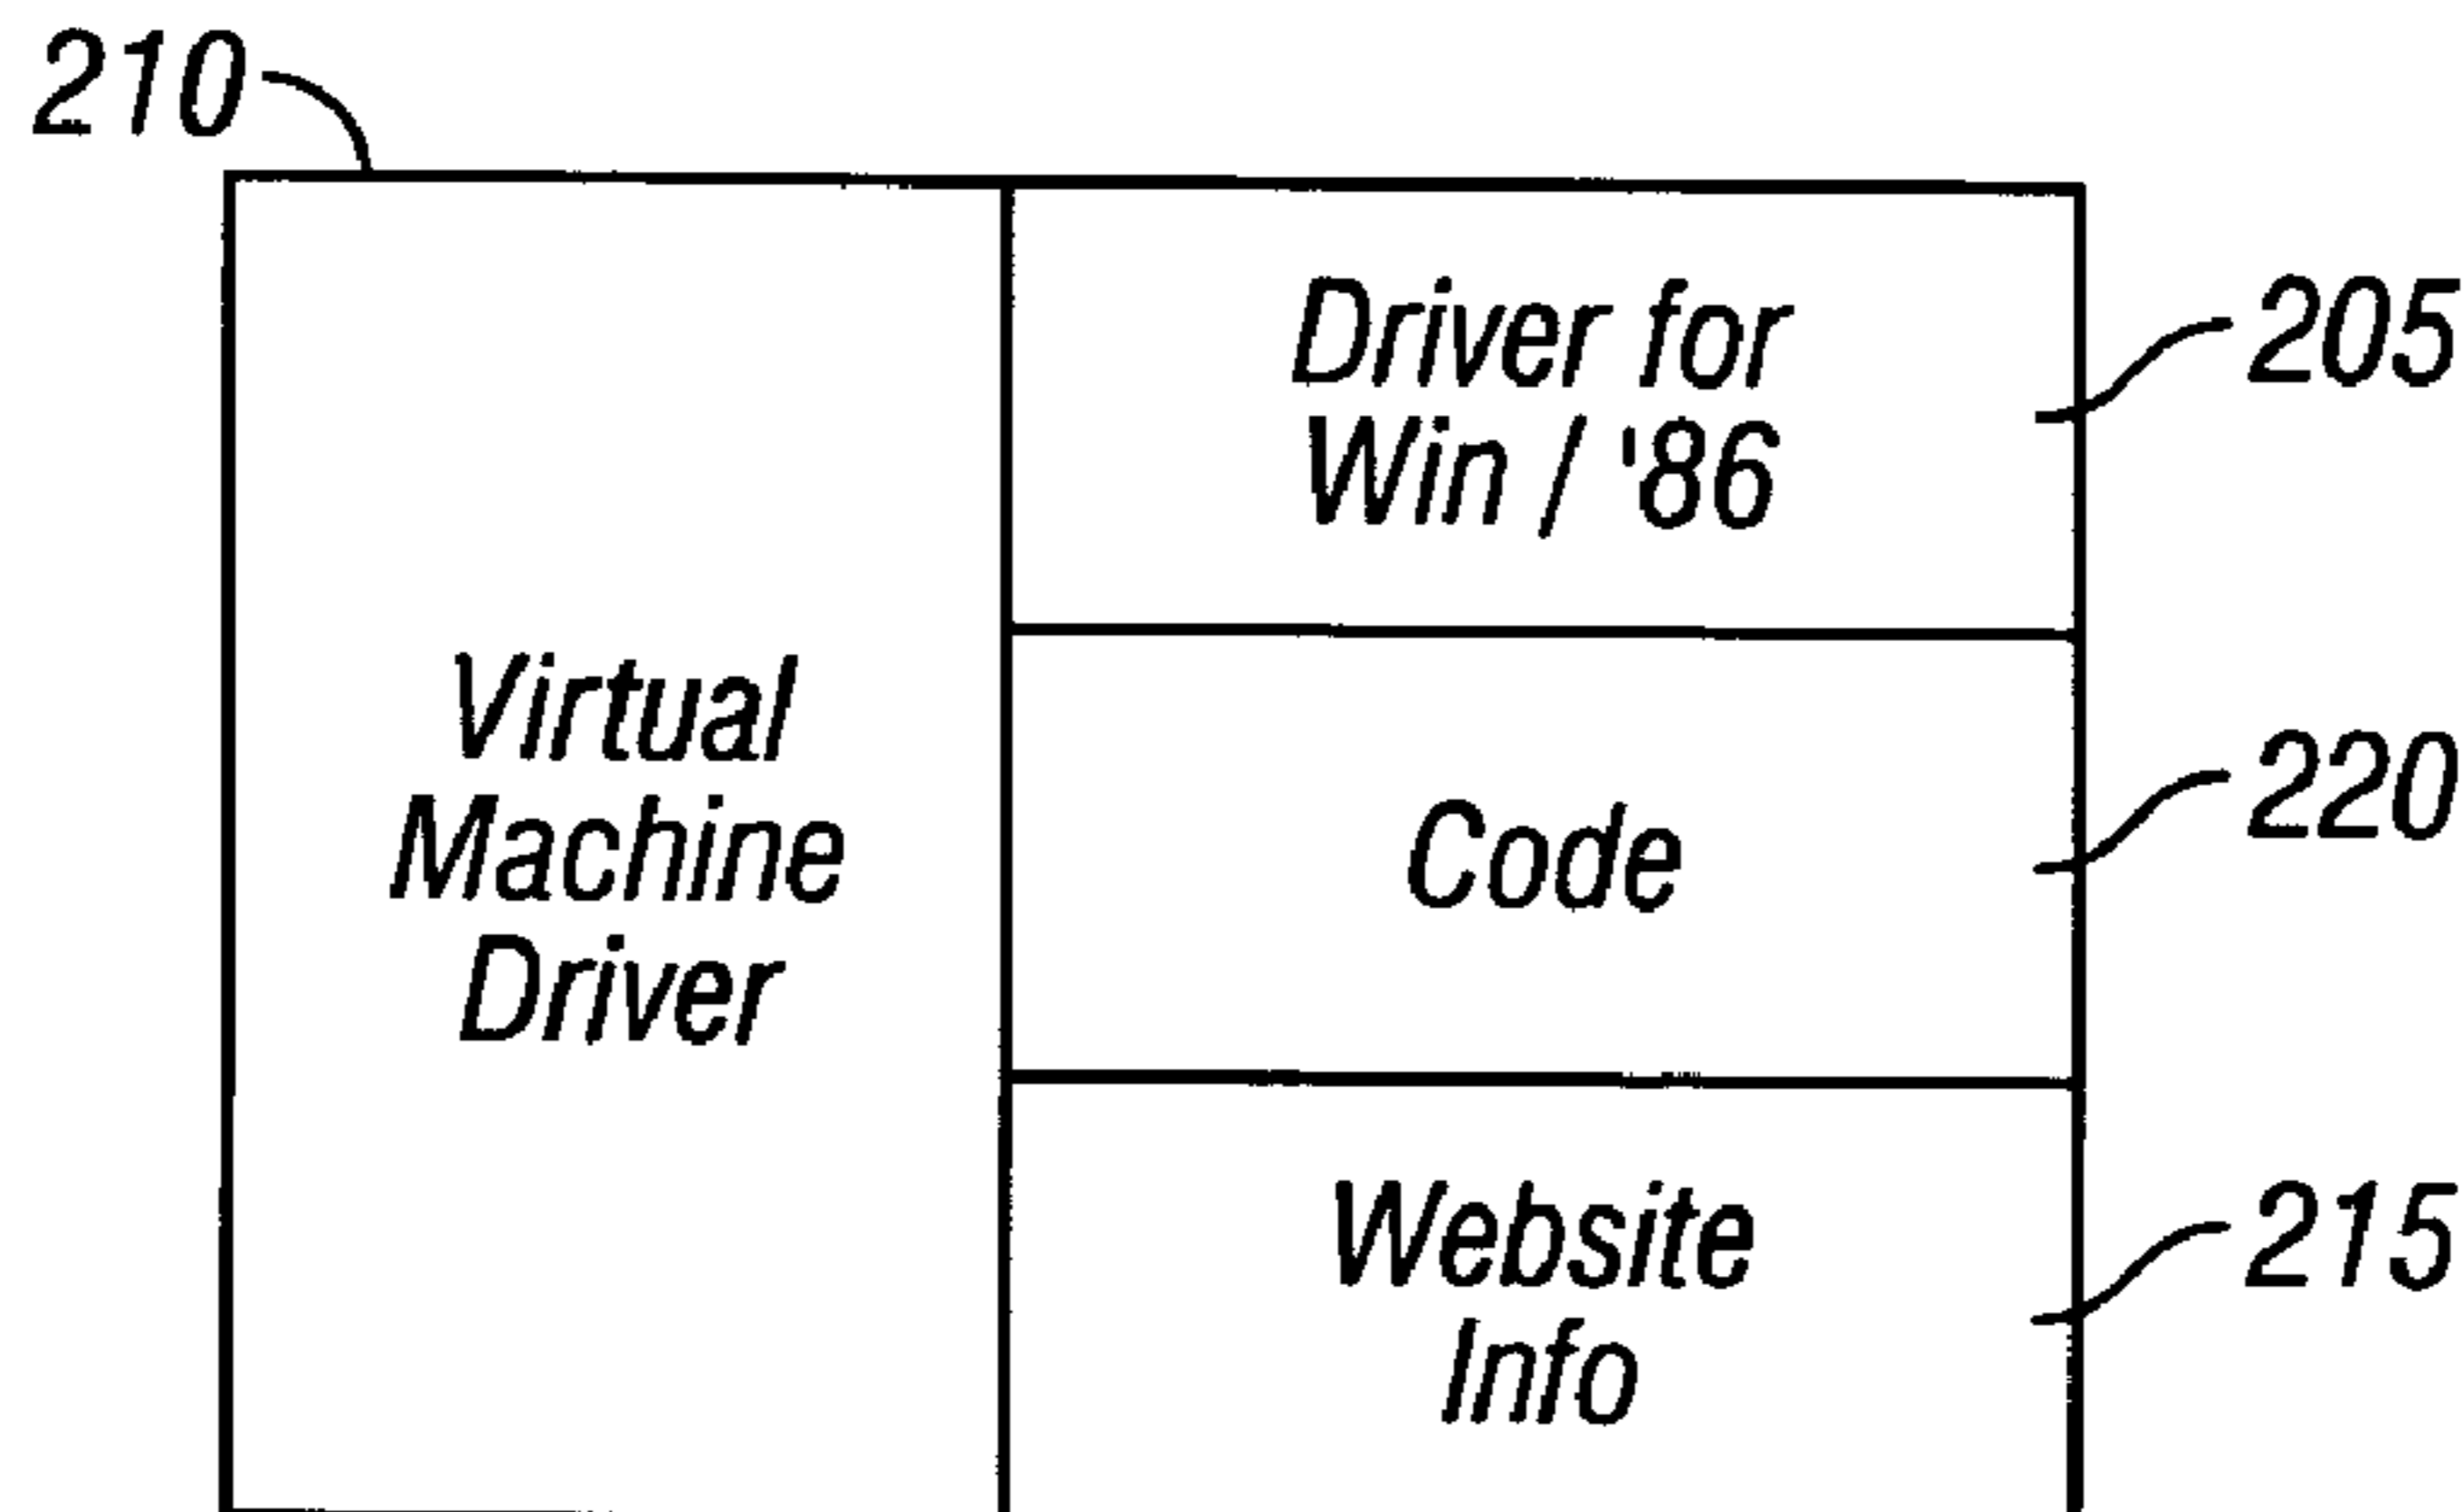 210
Virtual
Machine
Driver
Driver for
Win / '86
205
Code
220
Website
Info
215